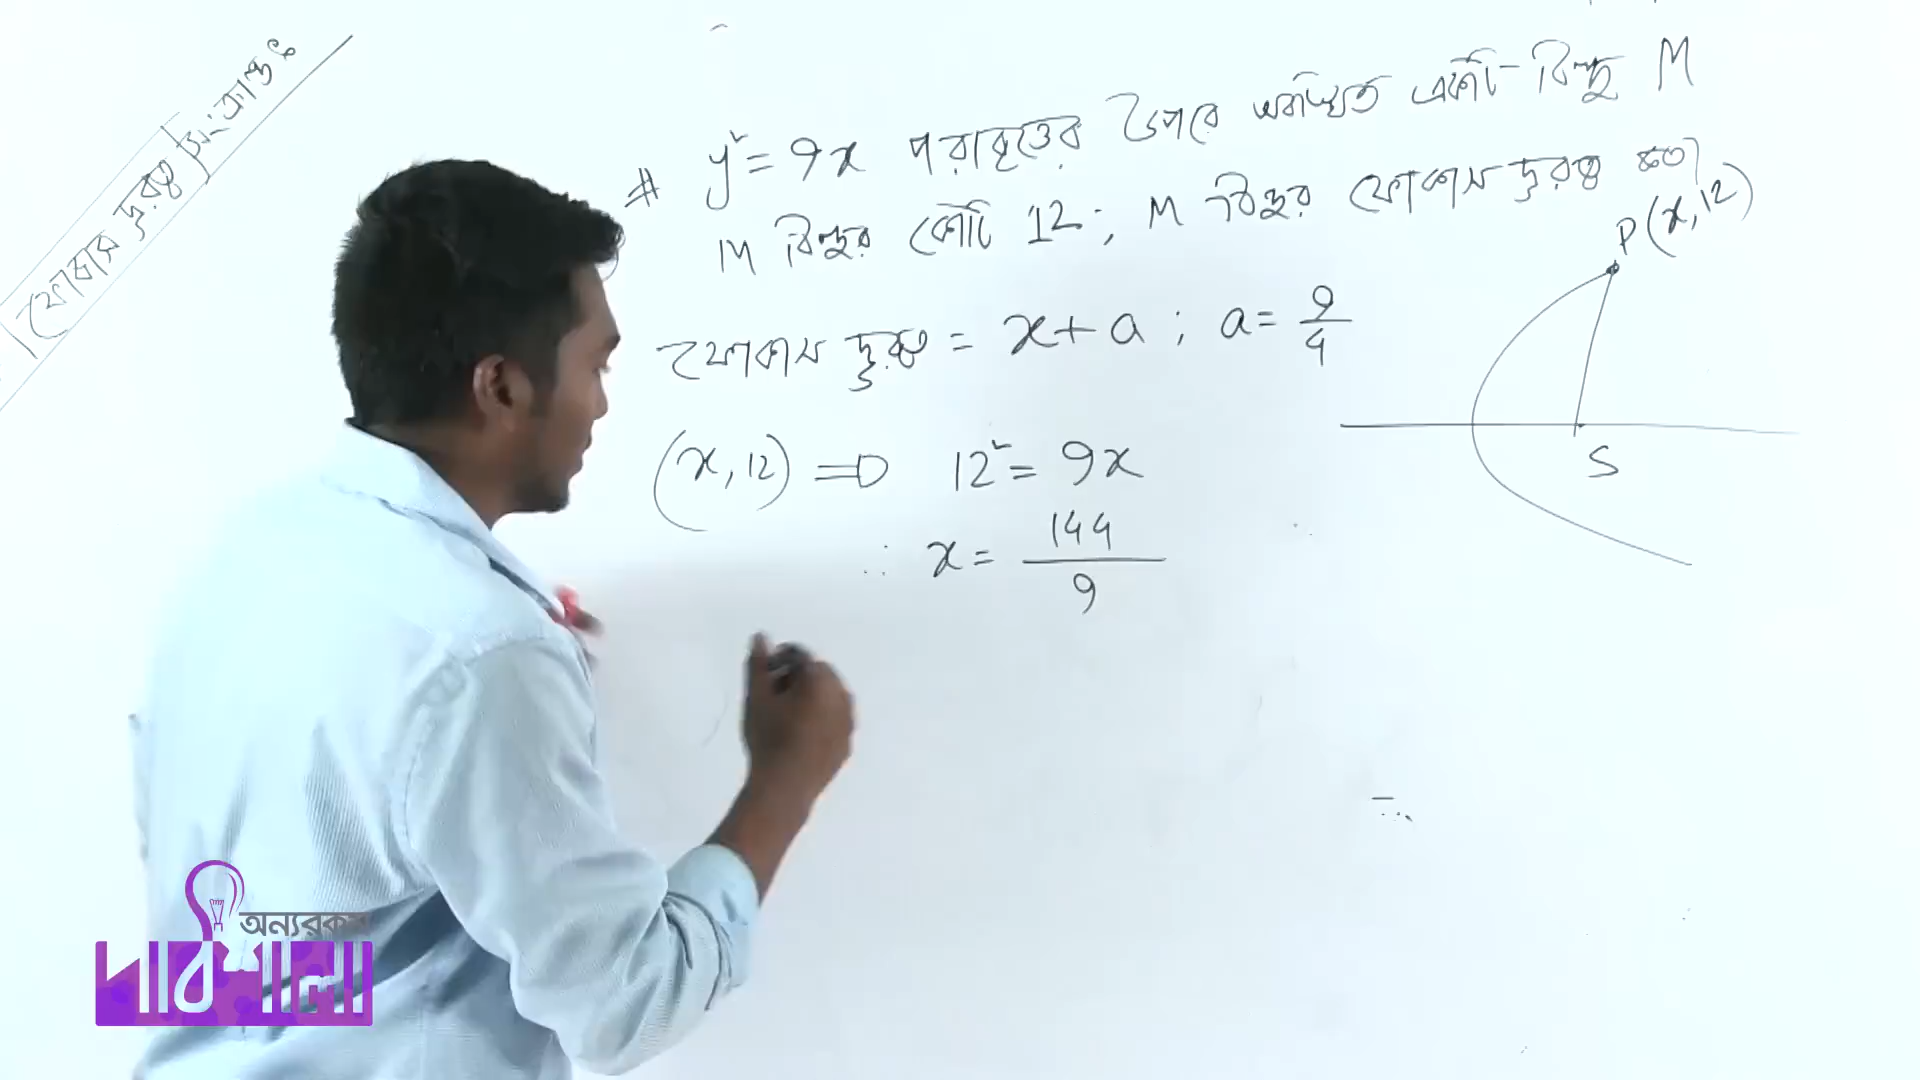 ফোকাস দূরত্ব সংক্রান্ত ঃ
# y² = 9x পরাবৃত্তের উপরে অবস্থিত একটি বিন্দু M
M বিন্দুর কোটি 12 ; M বিন্দুর ফোকাস দূরত্ব কত?
P (x, 12)
ফোকাস দূরত্ব = x + a ; a = 9/4
(x, 12) ⇒ 12² = 9x
S
∴ x = 144/9
অন্যরকম
পাঠশালা